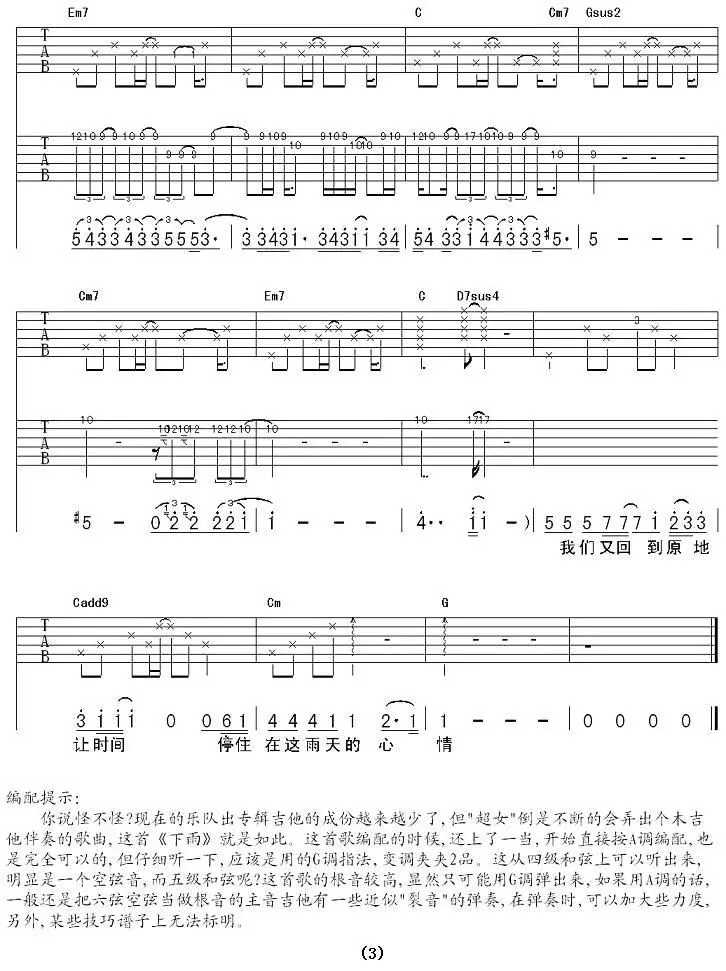 Em7 C Cm7 Gsus2
T
A
B
T 12 10 9 9 10 9 9 9 9 9 9 9 10 9 10 9 10 9 9 10 10 9 12 10 9 9 17 10 10 9 9 9 10 9 - - -
A
B
3 3 3 3 3
5 4 3 3 4 3 3 5 5 5 5 3· 3 3 4 3 1· 3 4 3 1 1 3 4 5 4 3 3 1 4 4 3 3 3 #5· 5 - - -
Cm7 Em7 C D7sus4
T
A
B
3
10 - 10 12 10 12 12 12 10 10 - 10 17 17
T
A
B
3 3
#5 - 0 2 1 2 1 2 2 2 1 1 - 4·· 1 1 - ) 5 5 5 7 7 7 1 2 3 3
我们又回 到原 地
Cadd9 Cm G
T
A
B
3 1 1 1 0 0 6 1 4 4 4 1 1 2· 1 1 - - - 0 0 0 0
让时间 停住 在这雨天的 心 情
编配提示:
你说怪不怪?现在的乐队出专辑吉他的成份越来越少了,但"超女"倒是不断的会弄出个木吉
他伴奏的歌曲,这首《下雨》就是如此。这首歌编配的时候,还上了一当,开始直接按A调编配,也
是完全可以的,但仔细听一下,应该是用的G调指法,变调夹夹2品。这从四级和弦上可以听出来,
明显是一个空弦音,而五级和弦呢?这首歌的根音较高,显然只可能用G调弹出来,如果用A调的话,
一般还是把六弦空弦当做根音的主音吉他有一些近似"裂音"的弹奏,在弹奏时,可以加大些力度,
另外,某些技巧谱子上无法标明。
(3)